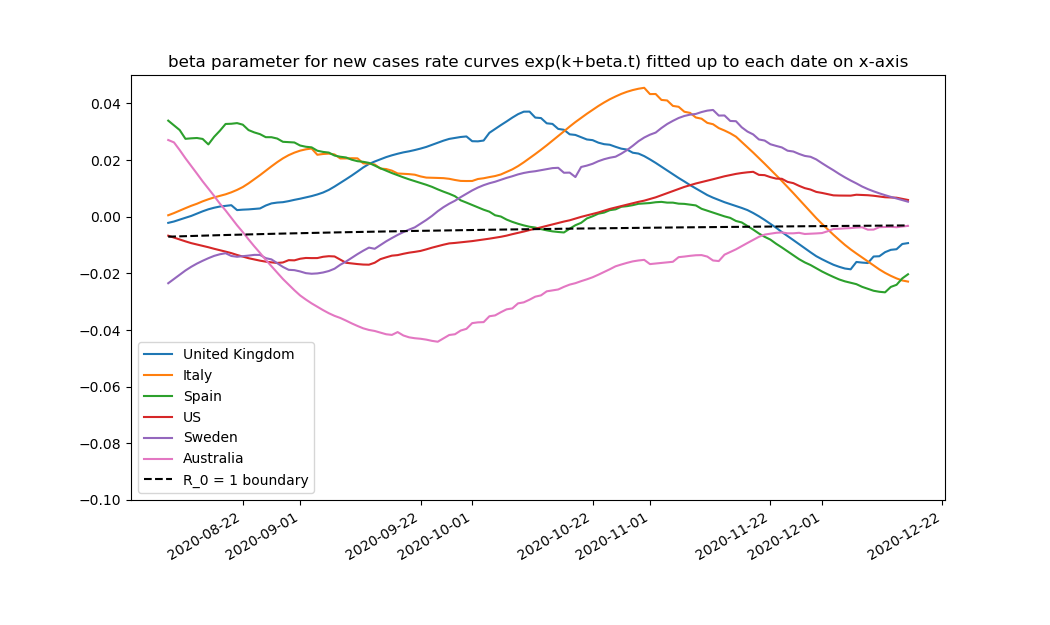 beta parameter for new cases rate curves exp(k+beta.t) fitted up to each date on x-axis
0.04
0.02
0.00
−0.02
−0.04
−0.06
−0.08
−0.10
United Kingdom
Italy
Spain
US
Sweden
Australia
R_0 = 1 boundary
2020-08-22
2020-09-01
2020-09-22
2020-10-01
2020-10-22
2020-11-01
2020-11-22
2020-12-01
2020-12-22